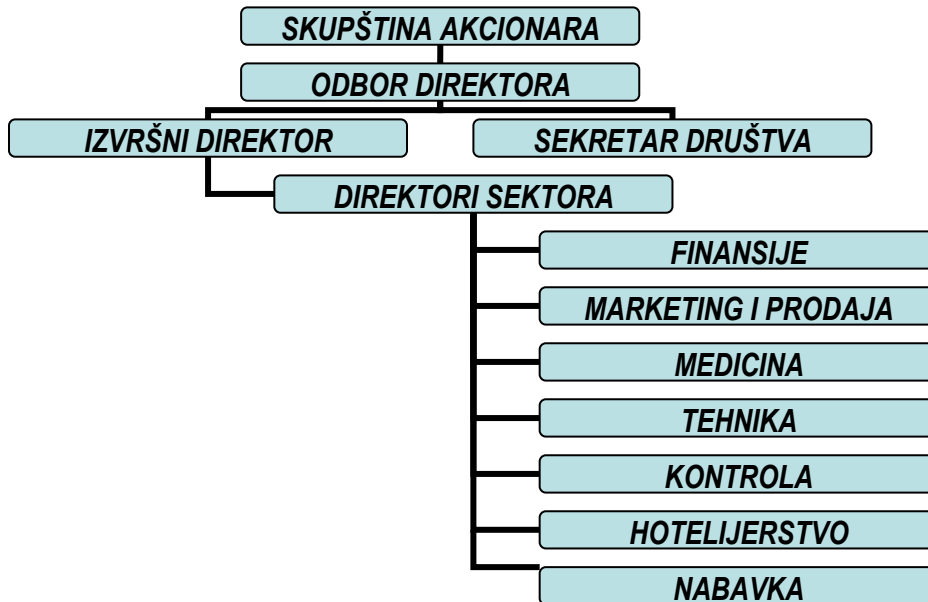 SKUPŠTINA AKCIONARA
ODBOR DIREKTORA
IZVRŠNI DIREKTOR
SEKRETAR DRUŠTVA
DIREKTORI SEKTORA
FINANSIJE
MARKETING I PRODAJA
MEDICINA
TEHNIKA
KONTROLA
HOTELIJERSTVO
NABAVKA